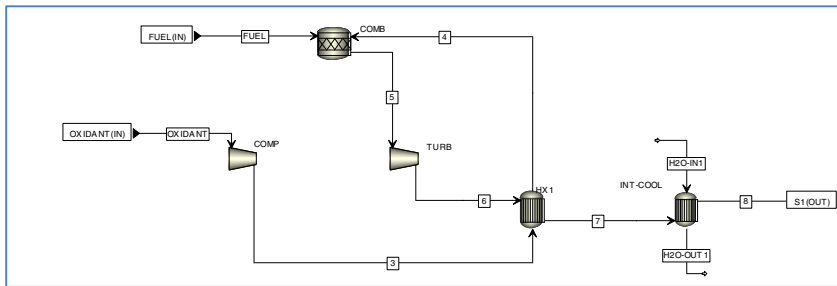 FUEL(IN)
FUEL
COMB
4
5
OXIDANT(IN)
OXIDANT
COMP
TURB
H2O-IN1
INT-COOL
HX1
6
7
8
S1(OUT)
H2O-OUT1
3